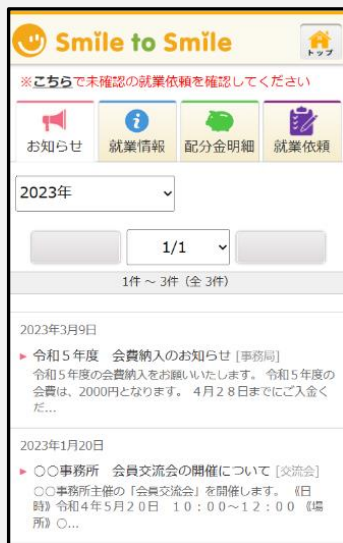 Smile to Smile
トップ
※こちらで未確認の就業依頼を確認してください
お知らせ
就業情報
配分金明細
就業依頼
2023年
1/1
1件 ～ 3件 (全 3件)
2023年3月9日
令和５年度　会費納入のお知らせ [事務局]
令和５年度の会費納入をお願いいたします。 令和５年度の
会費は、2000円となります。 ４月２８日までにご入金く
だ...
2023年1月20日
○○事務所　会員交流会の開催について [交流会]
○○事務所主催の「会員交流会」を開催します。 《日
時》令和４年５月２０日　１０：００～１２：００ 《場
所》○...